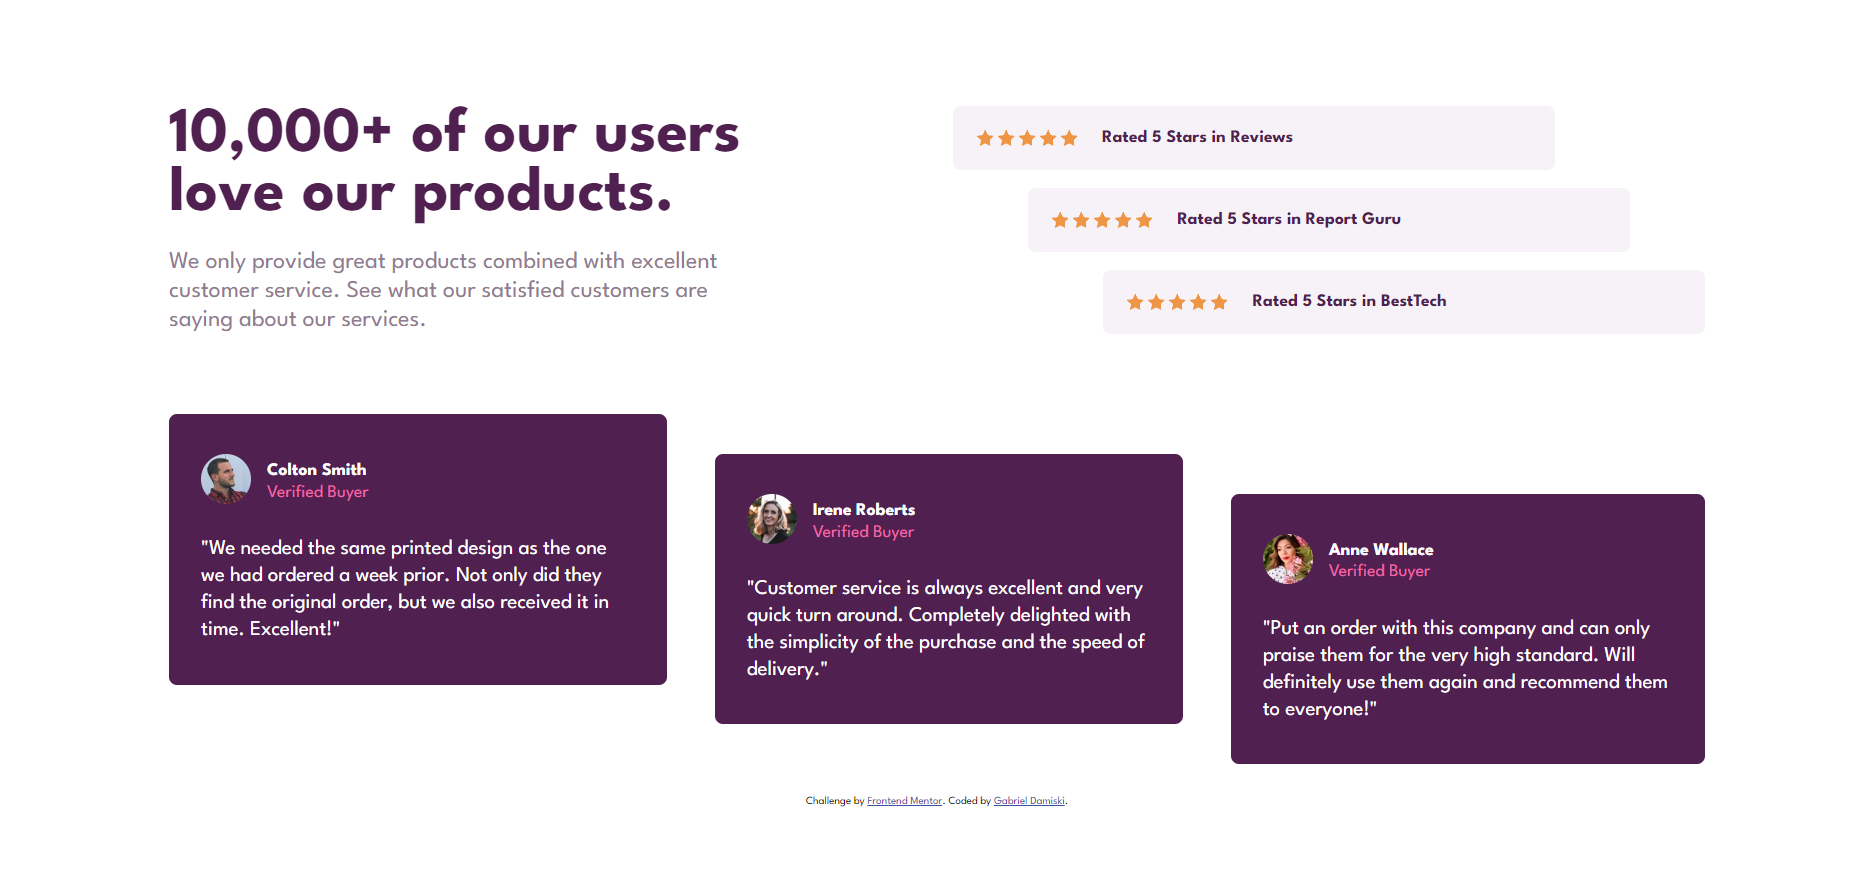 10,000+ of our users
love our products.
We only provide great products combined with excellent
customer service. See what our satisfied customers are
saying about our services.
Rated 5 Stars in Reviews
Rated 5 Stars in Report Guru
Rated 5 Stars in BestTech
Colton Smith
Verified Buyer
"We needed the same printed design as the one
we had ordered a week prior. Not only did they
find the original order, but we also received it in
time. Excellent!"
Irene Roberts
Verified Buyer
"Customer service is always excellent and very
quick turn around. Completely delighted with
the simplicity of the purchase and the speed of
delivery."
Anne Wallace
Verified Buyer
"Put an order with this company and can only
praise them for the very high standard. Will
definitely use them again and recommend them
to everyone!"
Challenge by Frontend Mentor. Coded by Gabriel Damiski.